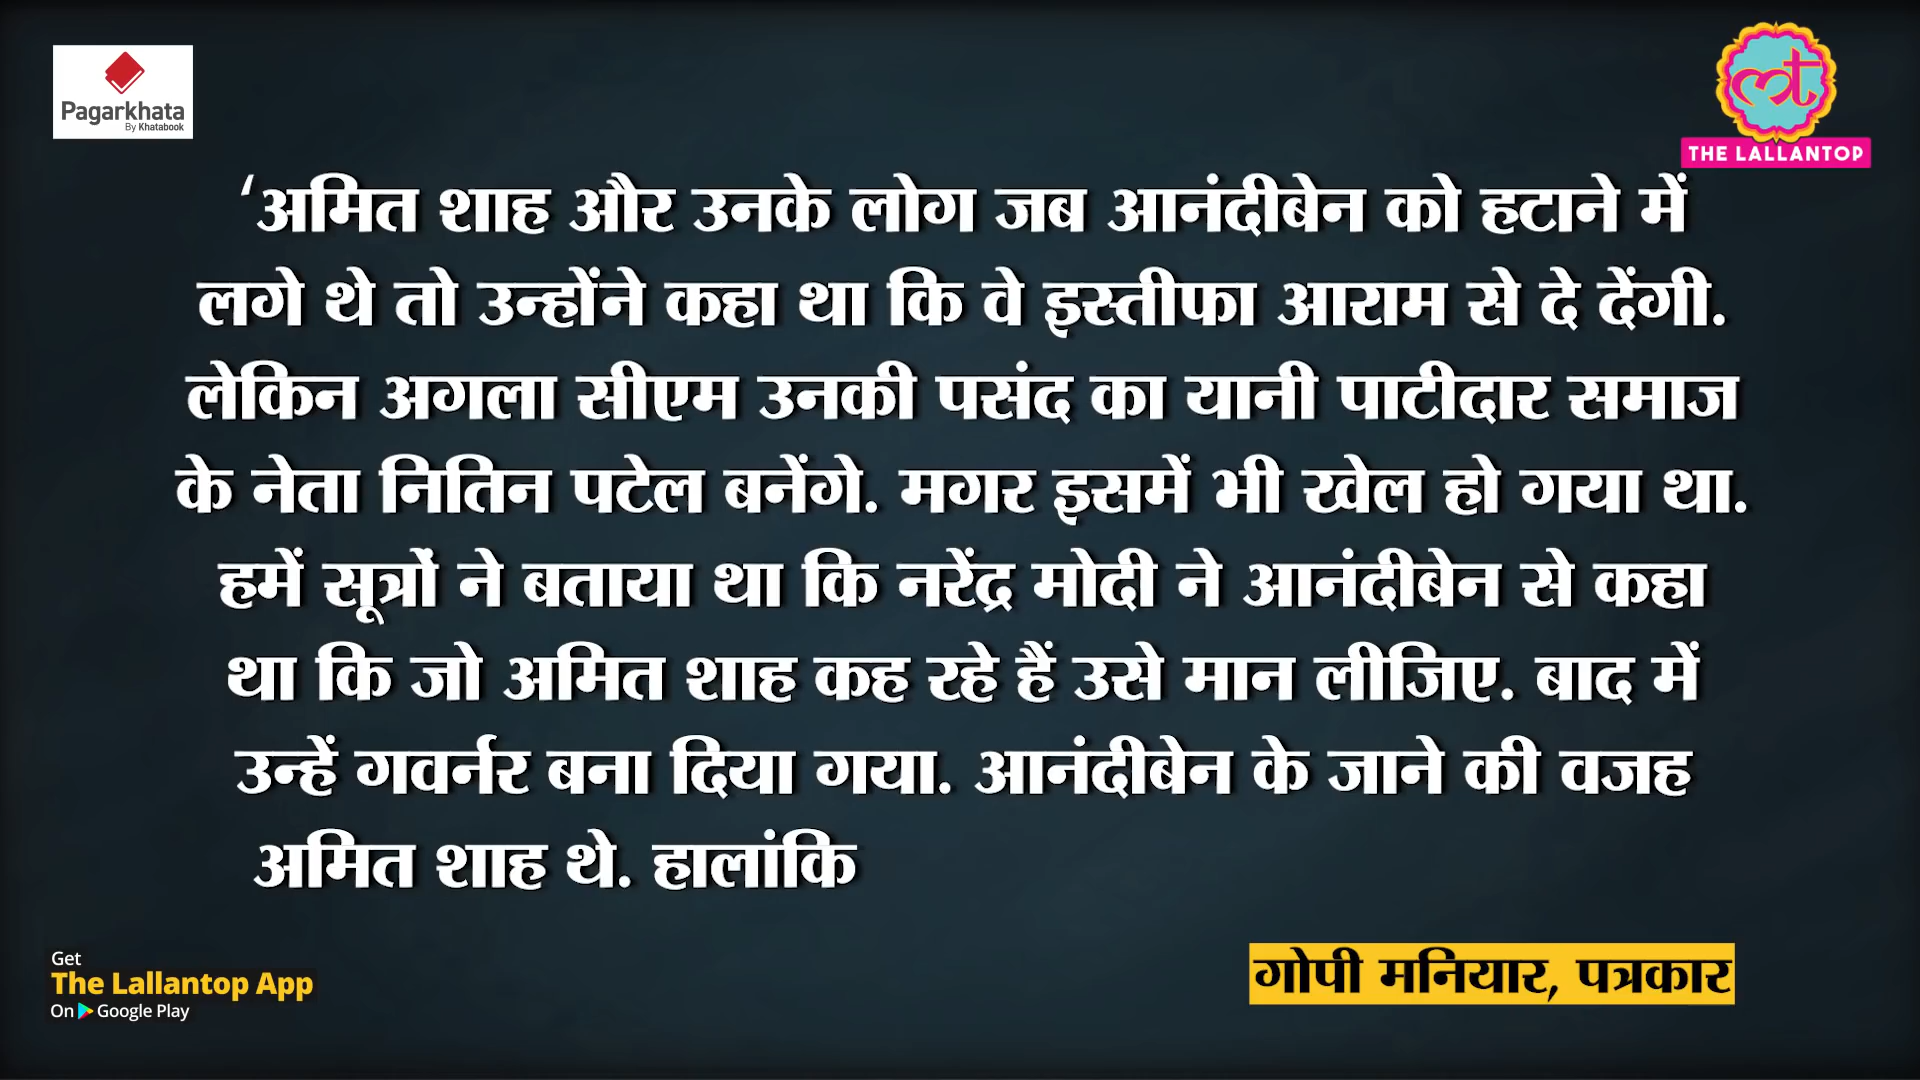 Pagarkhata
By Khatabook
THE LALLANTOP
‘अमित शाह और उनके लोग जब आनंदीबेन को हटाने में
लगे थे तो उन्होंने कहा था कि वे इस्तीफा आराम से दे देंगी.
लेकिन अगला सीएम उनकी पसंद का यानी पाटीदार समाज
के नेता नितिन पटेल बनेंगे. मगर इसमें भी खेल हो गया था.
हमें सूत्रों ने बताया था कि नरेंद्र मोदी ने आनंदीबेन से कहा
था कि जो अमित शाह कह रहे हैं उसे मान लीजिए. बाद में
उन्हें गवर्नर बना दिया गया. आनंदीबेन के जाने की वजह
अमित शाह थे. हालांकि
गोपी मनियार, पत्रकार
Get
The Lallantop App
On Google Play